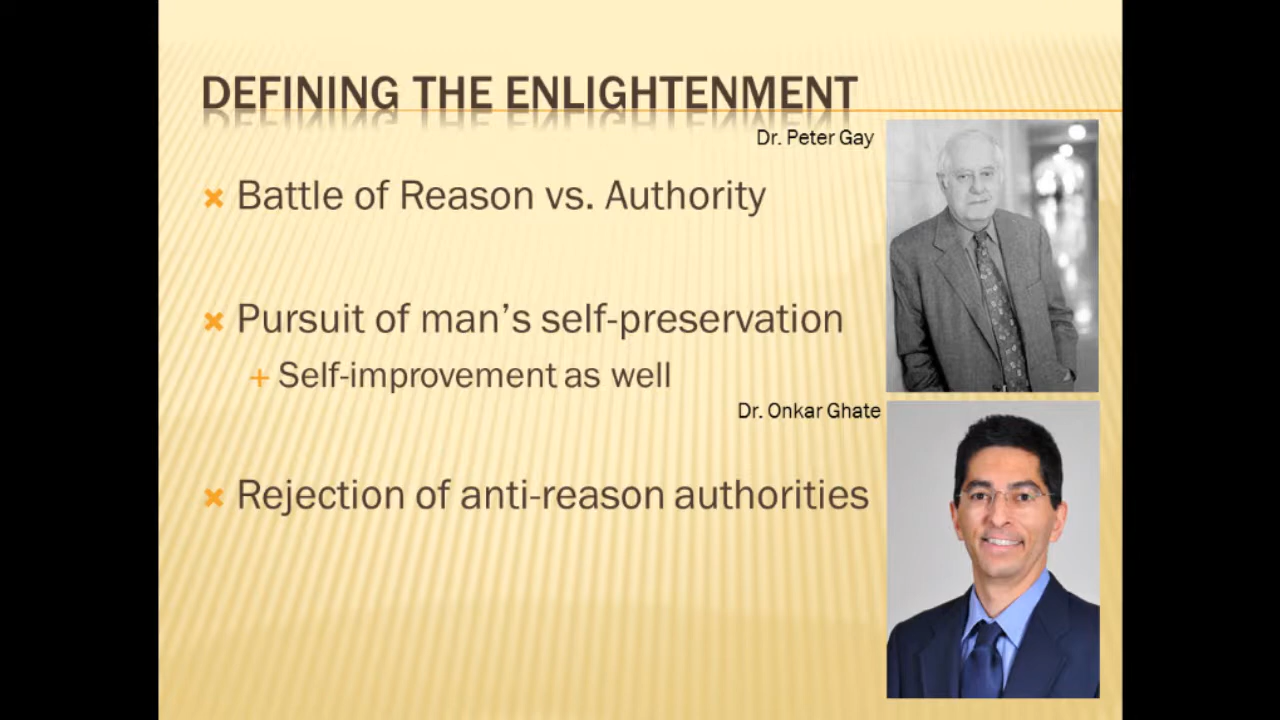 DEFINING THE ENLIGHTENMENT
Dr. Peter Gay
Battle of Reason vs. Authority
Pursuit of man's self-preservation
+ Self-improvement as well
Dr. Onkar Ghate
Rejection of anti-reason authorities